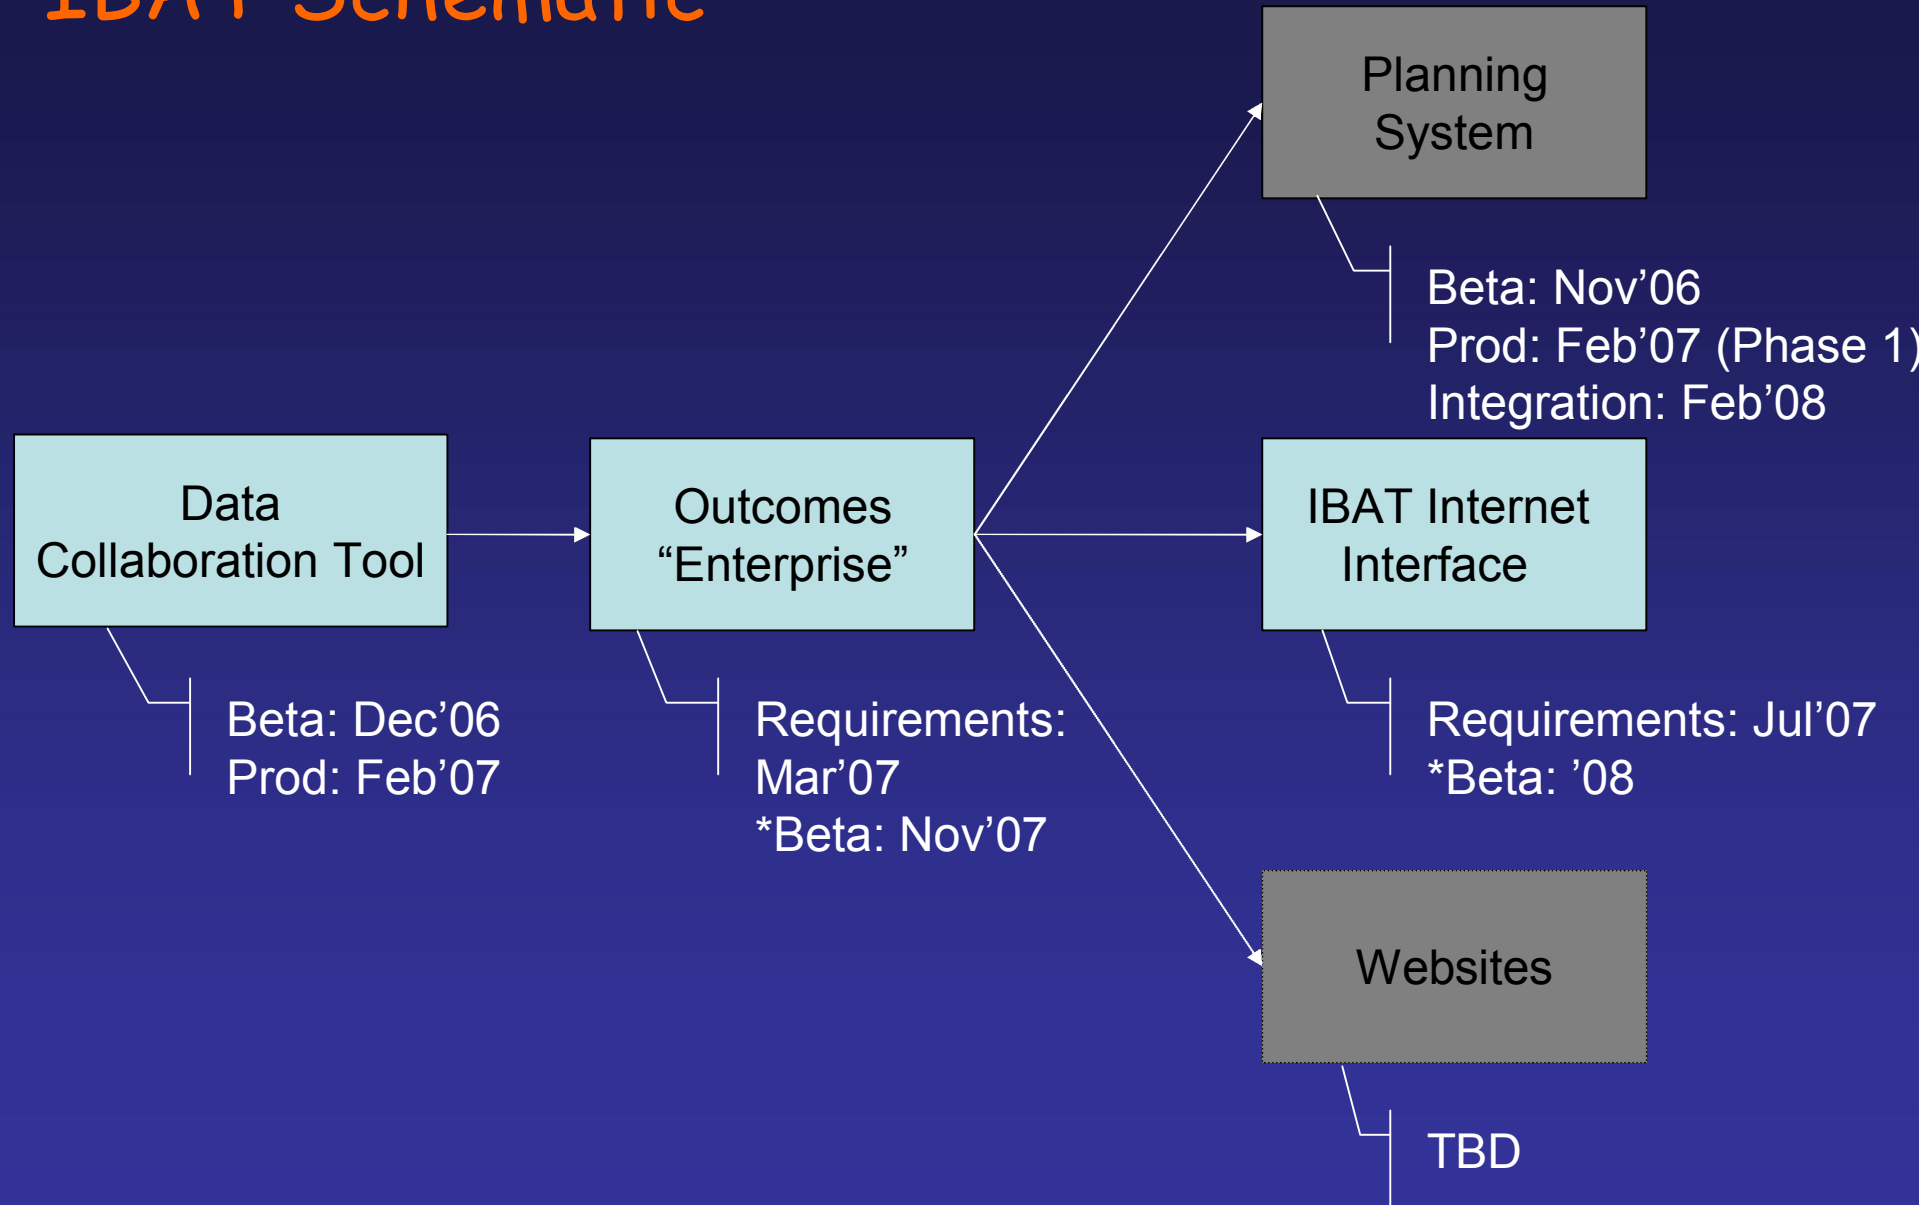 IBAT Schematic
Planning
System
Beta: Nov’06
Prod: Feb’07 (Phase 1)
Integration: Feb’08
Data
Collaboration Tool
Beta: Dec’06
Prod: Feb’07
Outcomes
“Enterprise”
Requirements:
Mar’07
*Beta: Nov’07
IBAT Internet
Interface
Requirements: Jul’07
*Beta: ’08
Websites
TBD